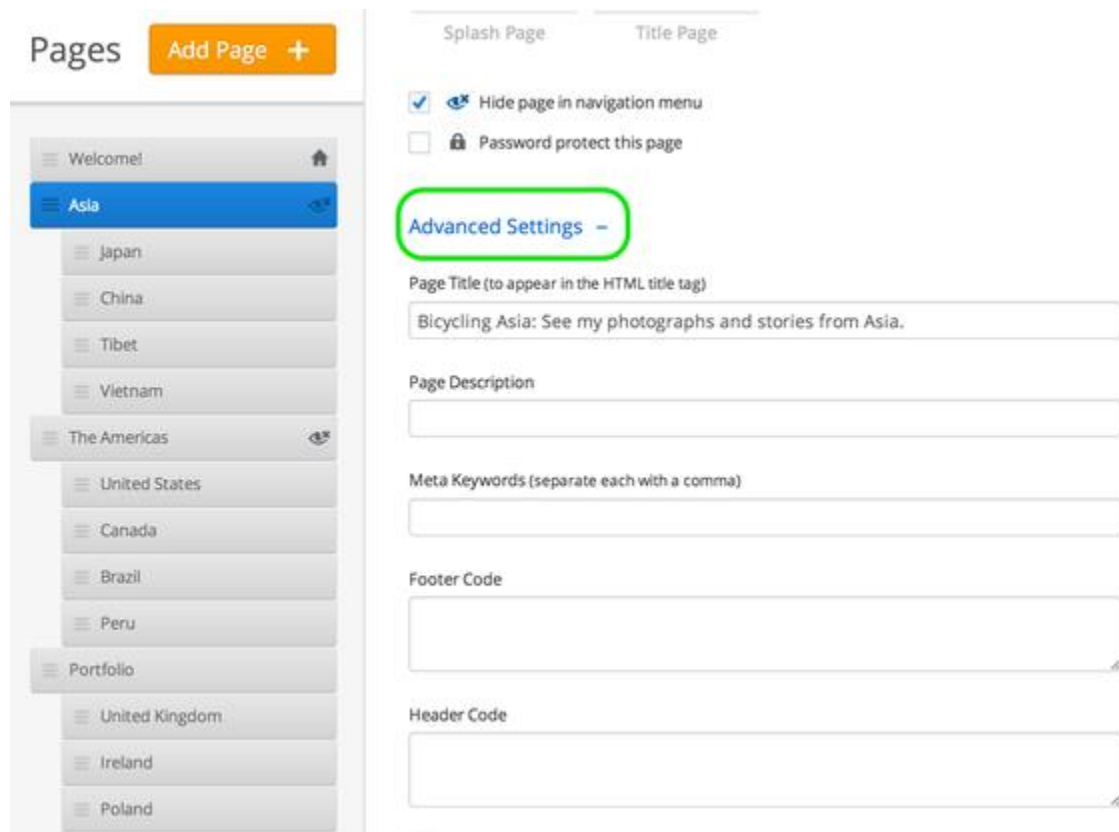 Pages
Add Page +
Welcome!
Asia
Japan
China
Tibet
Vietnam
The Americas
United States
Canada
Brazil
Peru
Portfolio
United Kingdom
Ireland
Poland
Splash Page
Title Page
Hide page in navigation menu
Password protect this page
Advanced Settings –
Page Title (to appear in the HTML title tag)
Bicycling Asia: See my photographs and stories from Asia.
Page Description
Meta Keywords (separate each with a comma)
Footer Code
Header Code